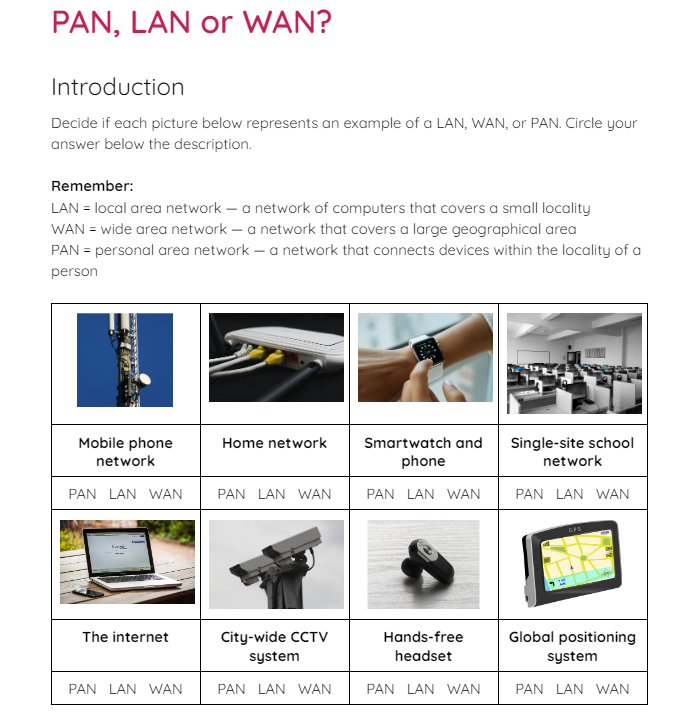 PAN, LAN or WAN?
Introduction
Decide if each picture below represents an example of a LAN, WAN, or PAN. Circle your
answer below the description.
Remember:
LAN = local area network — a network of computers that covers a small locality
WAN = wide area network — a network that covers a large geographical area
PAN = personal area network — a network that connects devices within the locality of a
person
Mobile phone
network
Home network
Smartwatch and
phone
Single-site school
network
PAN LAN WAN
PAN LAN WAN
PAN LAN WAN
PAN LAN WAN
Google
GPS
The internet
City-wide CCTV
system
Hands-free
headset
Global positioning
system
PAN LAN WAN
PAN LAN WAN
PAN LAN WAN
PAN LAN WAN